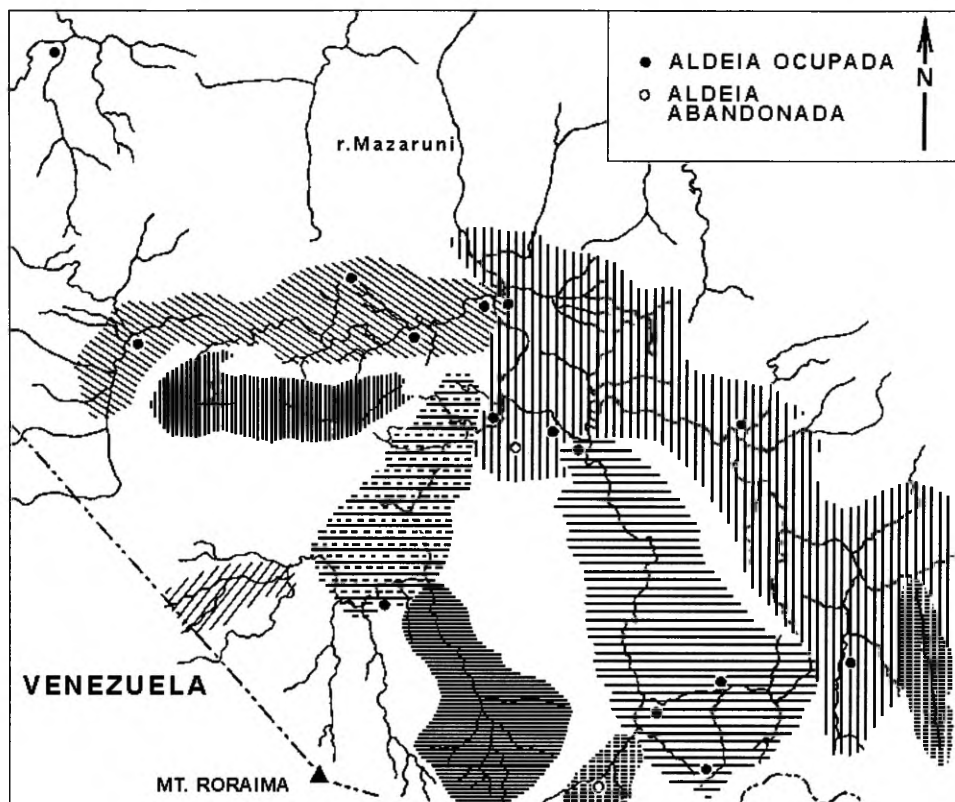 ALDEIA OCUPADA
ALDEIA
ABANDONADA
N
r.Mazaruni
VENEZUELA
MT. RORAIMA